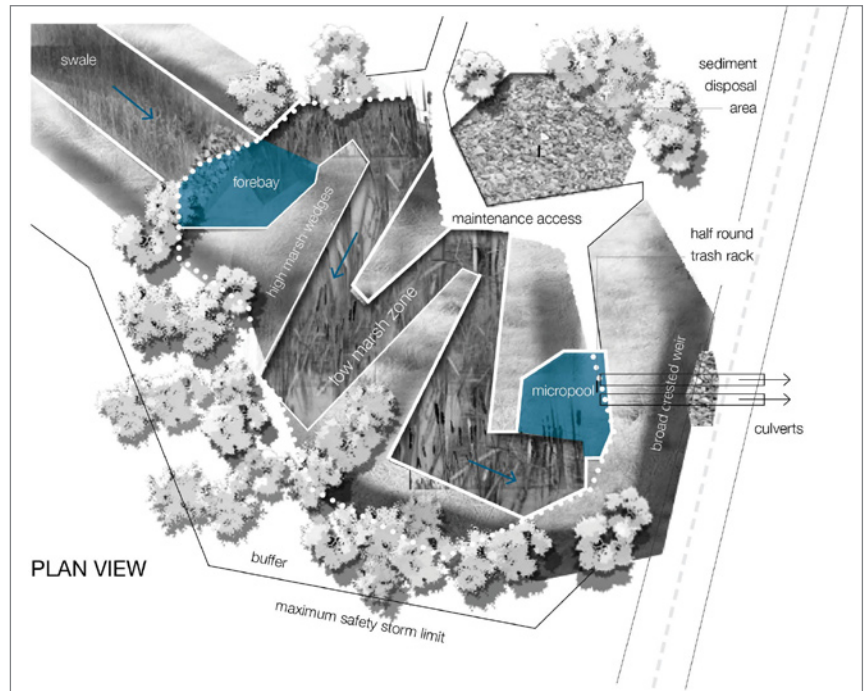 swale
sediment
disposal
area
forebay
maintenance access
high marsh wedges
half round
trash rack
low marsh zone
micropool
broad crested weir
culverts
PLAN VIEW
buffer
maximum safety storm limit